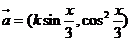 a⃗ = (k sin x/3, cos² x/3)